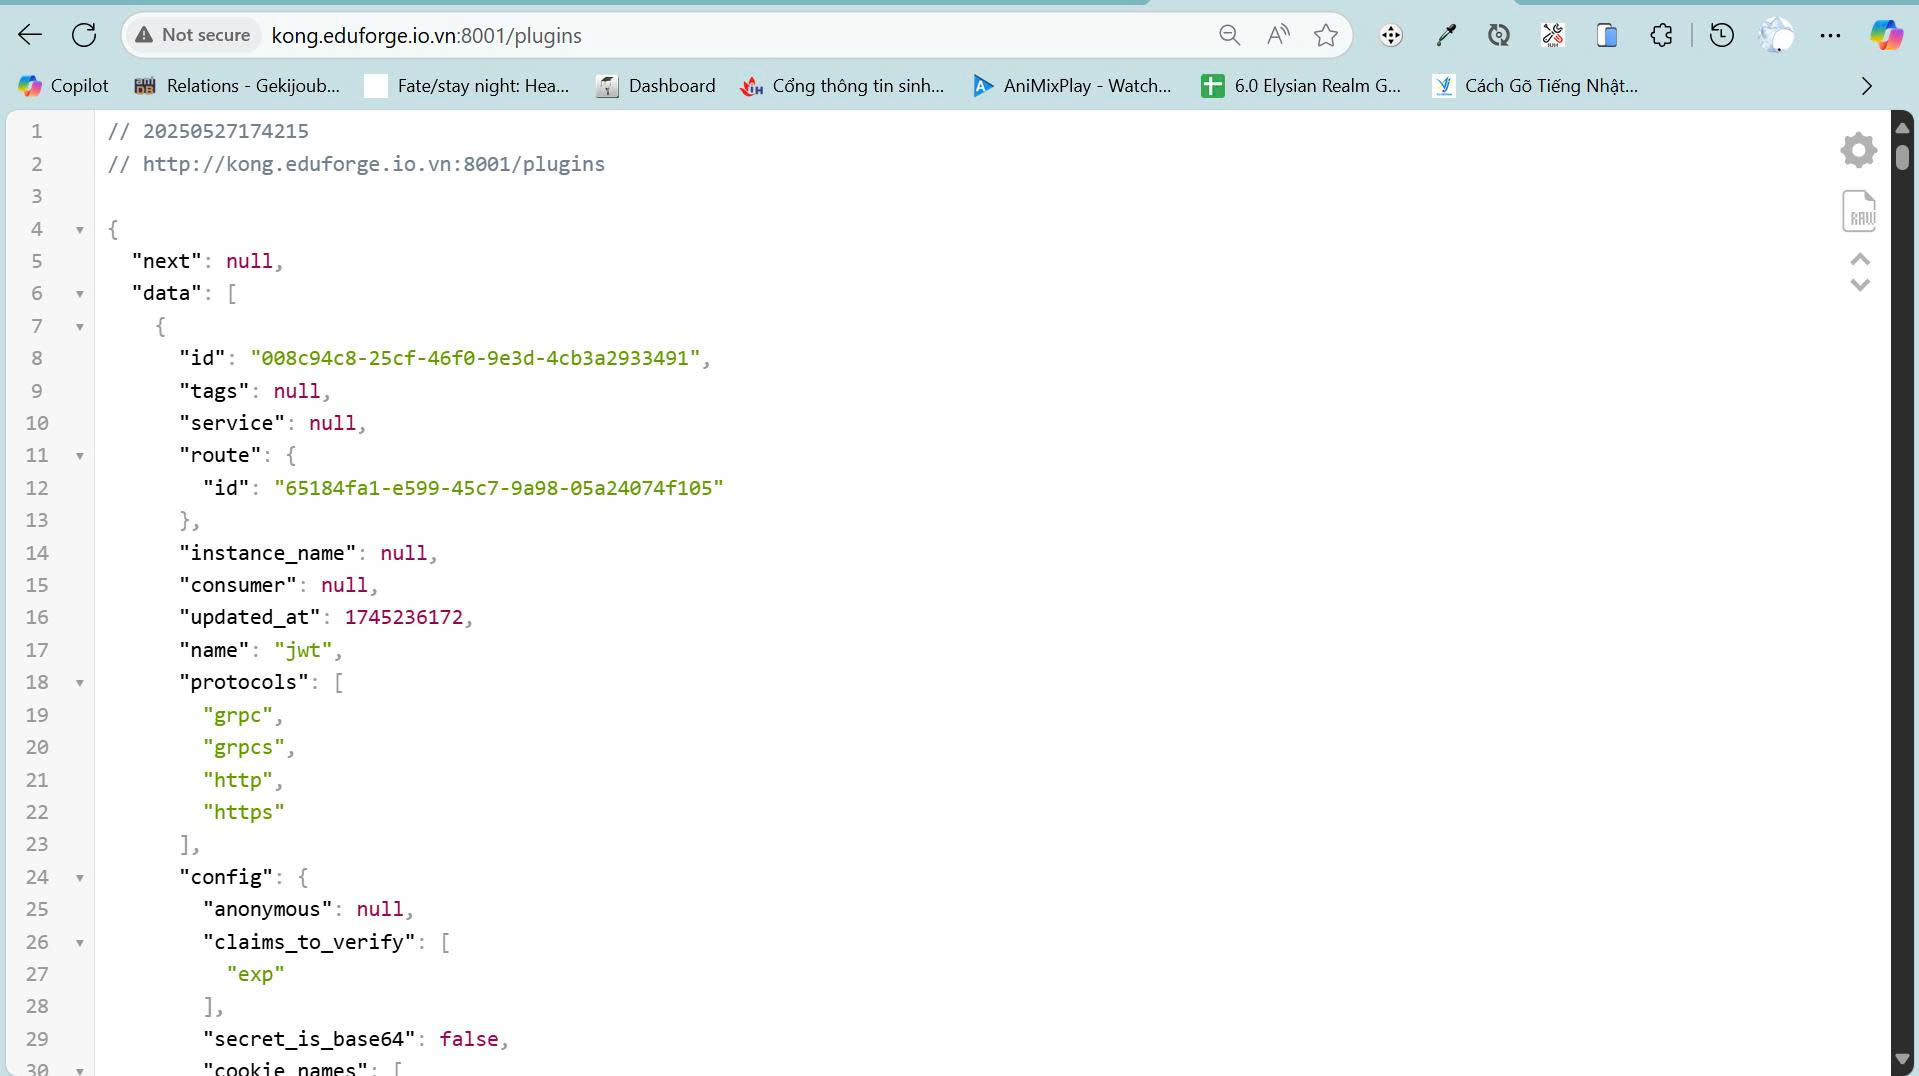 Not secure kong.eduforge.io.vn:8001/plugins
Copilot Relations - Gekijoub... Fate/stay night: Hea... Dashboard Cổng thông tin sinh... AniMixPlay - Watch... 6.0 Elysian Realm G... Cách Gõ Tiếng Nhật...
1 // 20250527174215
2 // http://kong.eduforge.io.vn:8001/plugins
3
4 {
5 "next": null,
6 "data": [
7 {
8 "id": "008c94c8-25cf-46f0-9e3d-4cb3a2933491",
9 "tags": null,
10 "service": null,
11 "route": {
12 "id": "65184fa1-e599-45c7-9a98-05a24074f105"
13 },
14 "instance_name": null,
15 "consumer": null,
16 "updated_at": 1745236172,
17 "name": "jwt",
18 "protocols": [
19 "grpc",
20 "grpcs",
21 "http",
22 "https"
23 ],
24 "config": {
25 "anonymous": null,
26 "claims_to_verify": [
27 "exp"
28 ],
29 "secret_is_base64": false,
30 "cookie_names": [
RAW